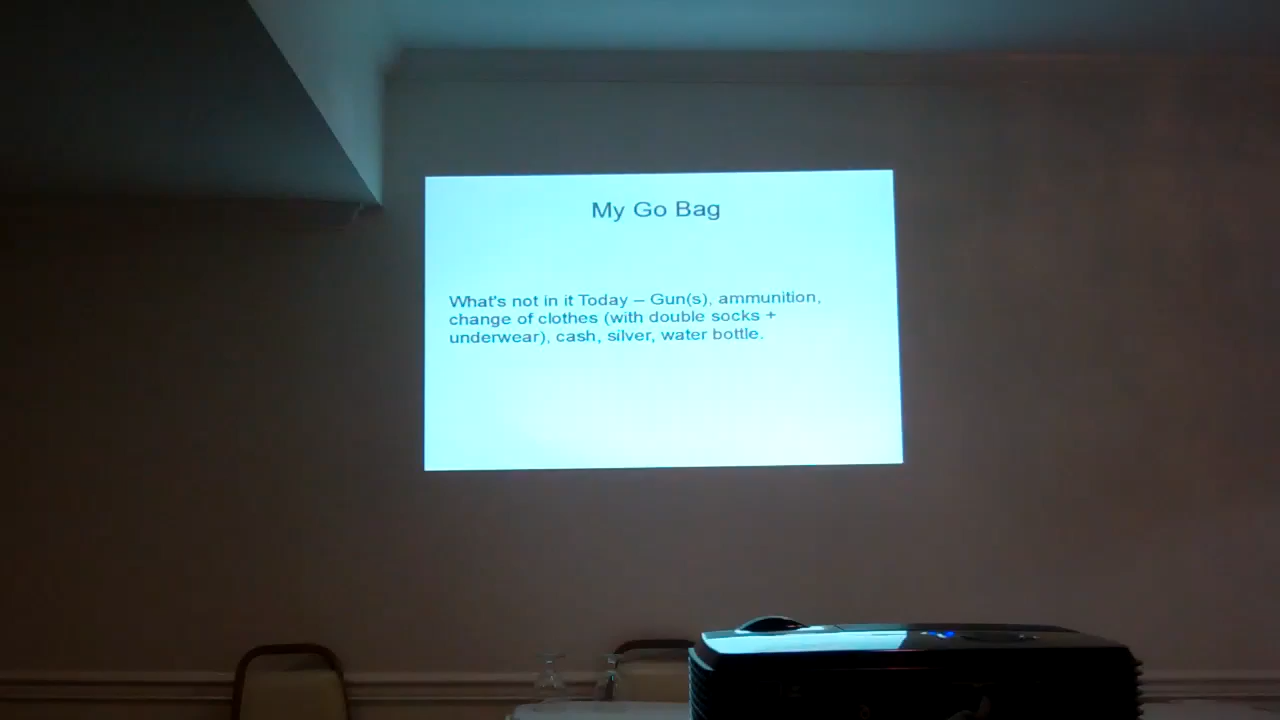 My Go Bag
What's not in it Today – Gun(s), ammunition,
change of clothes (with double socks +
underwear), cash, silver, water bottle.